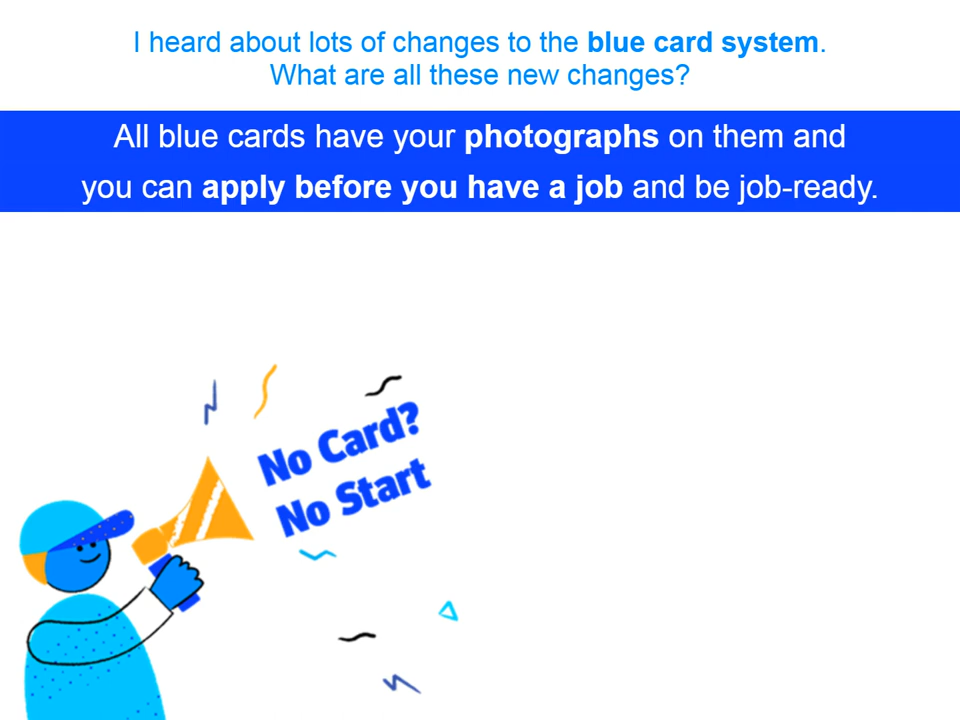 I heard about lots of changes to the blue card system.
What are all these new changes?
All blue cards have your photographs on them and
you can apply before you have a job and be job-ready.
No Card?
No Start